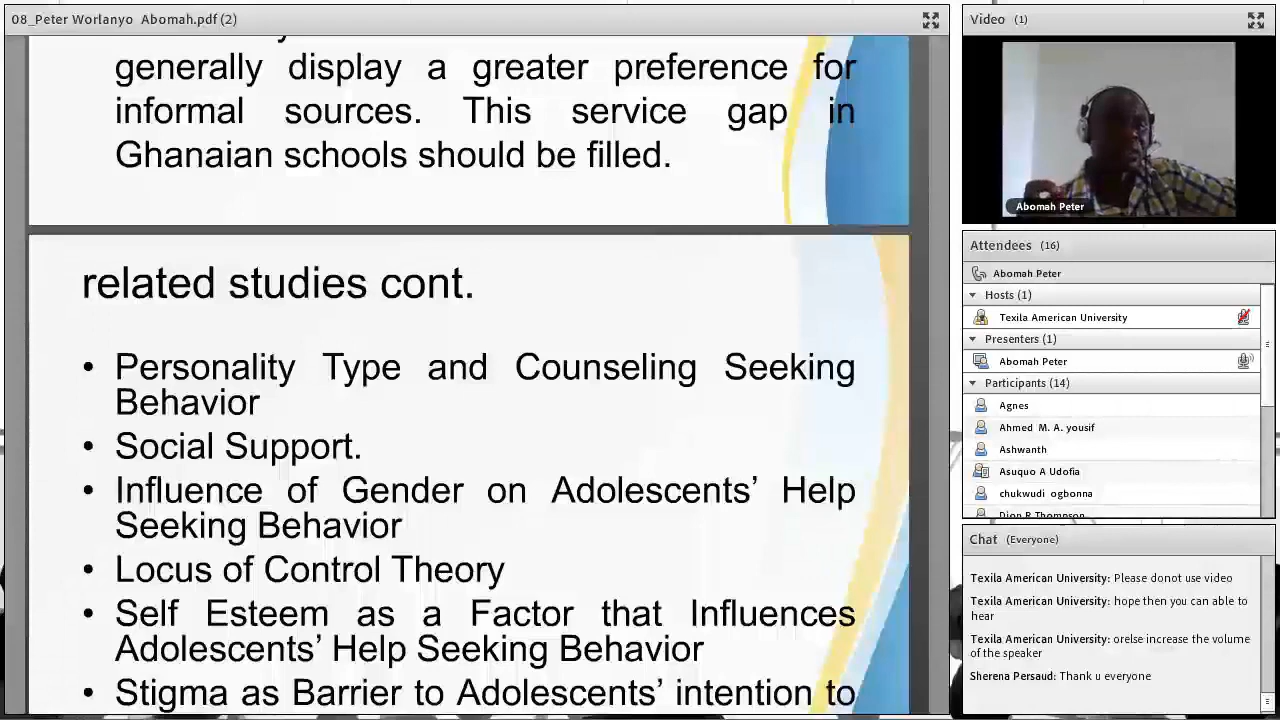 08_Peter Worlanyo Abomah.pdf (2)
generally display a greater preference for
informal sources. This service gap in
Ghanaian schools should be filled.
related studies cont.
• Personality Type and Counseling Seeking
Behavior
• Social Support.
• Influence of Gender on Adolescents’ Help
Seeking Behavior
• Locus of Control Theory
• Self Esteem as a Factor that Influences
Adolescents’ Help Seeking Behavior
• Stigma as Barrier to Adolescents’ intention to
Video (1)
Abomah Peter
Attendees (16)
Abomah Peter
Hosts (1)
Texila American University
Presenters (1)
Abomah Peter
Participants (14)
Agnes
Ahmed M. A. yousif
Ashwanth
Asuquo A Udofia
chukwudi ogbonna
Dion R Thompson
Chat (Everyone)
Texila American University: Please donot use video
Texila American University: hope then you can able to
hear
Texila American University: orelse increase the volume
of the speaker
Sherena Persaud: Thank u everyone